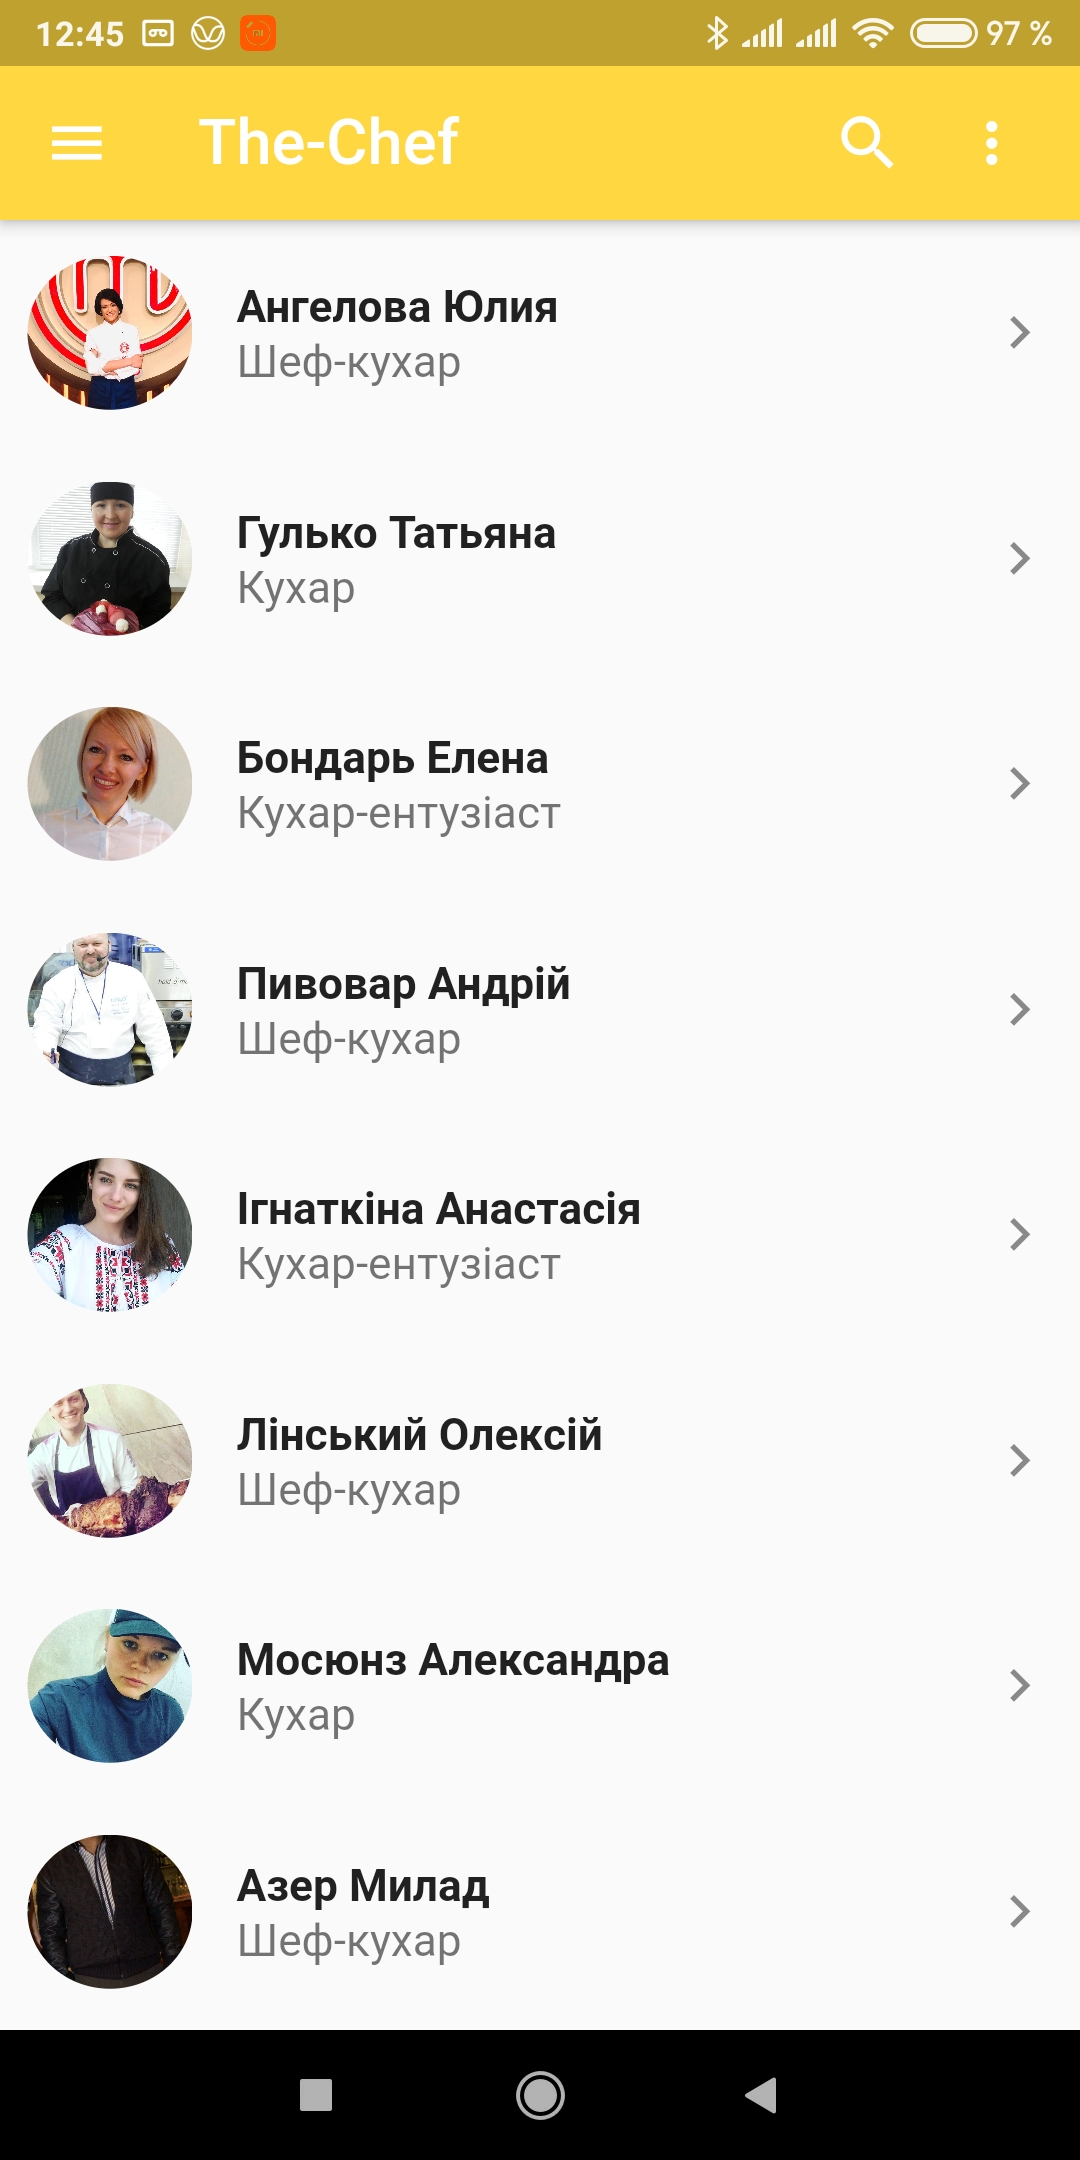 12:45
97 %
The-Chef
Ангелова Юлия
Шеф-кухар
Гулько Татьяна
Кухар
Бондарь Елена
Кухар-ентузіаст
Пивовар Андрій
Шеф-кухар
Ігнаткіна Анастасія
Кухар-ентузіаст
Лінський Олексій
Шеф-кухар
Мосюнз Александра
Кухар
Азер Милад
Шеф-кухар